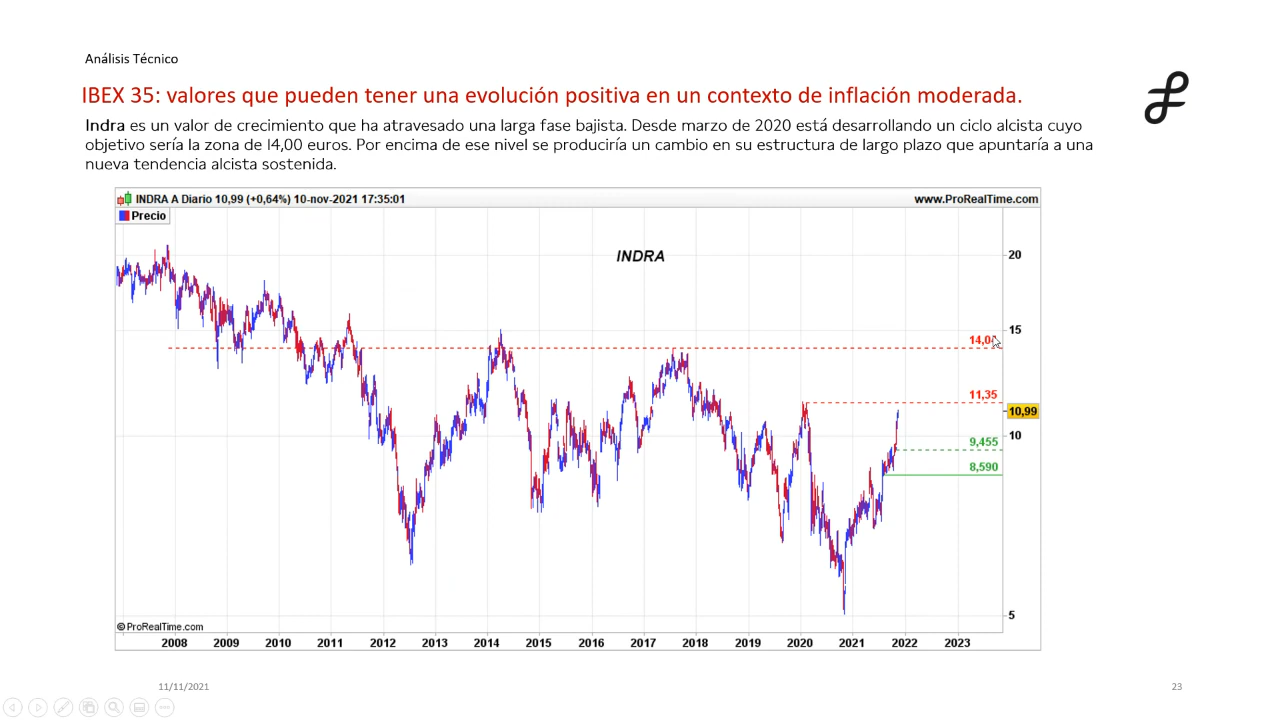 Análisis Técnico
IBEX 35: valores que pueden tener una evolución positiva en un contexto de inflación moderada.
Indra es un valor de crecimiento que ha atravesado una larga fase bajista. Desde marzo de 2020 está desarrollando un ciclo alcista cuyo
objetivo sería la zona de 14,00 euros. Por encima de ese nivel se produciría un cambio en su estructura de largo plazo que apuntaría a una
nueva tendencia alcista sostenida.
INDRA A Diario 10,99 (+0,64%) 10-nov-2021 17:35:01 www.ProRealTime.com
Precio
INDRA
20
15
14,0
11,35
10,99
10
9,455
8,590
5
© ProRealTime.com
2008 2009 2010 2011 2012 2013 2014 2015 2016 2017 2018 2019 2020 2021 2022 2023
11/11/2021 23